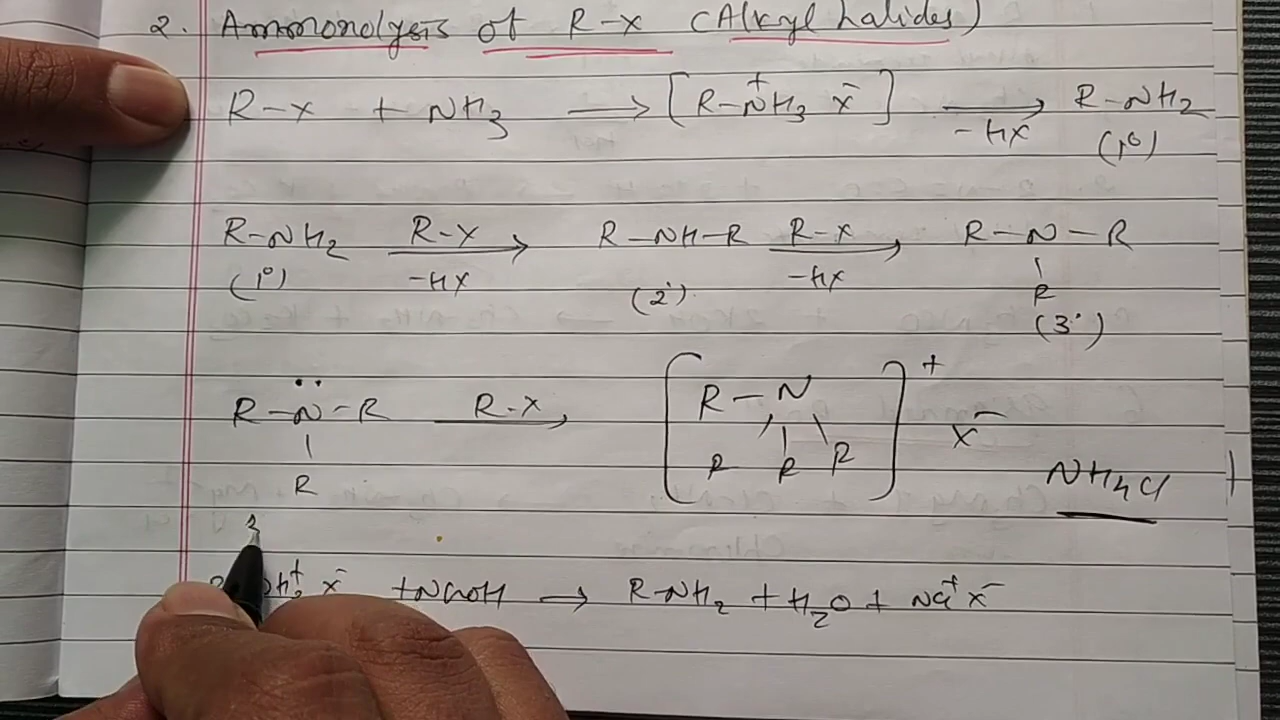 2. Ammonolysis of R-X (Alkyl halides)
R-X + NH3 → [R-N+H3 X-] → R-NH2
-HX (1°)
R-NH2 R-X → R-NH-R R-X → R-N-R
(1°) -HX (2°) -HX R
(3°)
R-N̈-R R-X → [R-N R R R]+ X-
R NH4Cl
3
NH3+ X- + NaOH → R-NH2 + H2O + Na+ X-